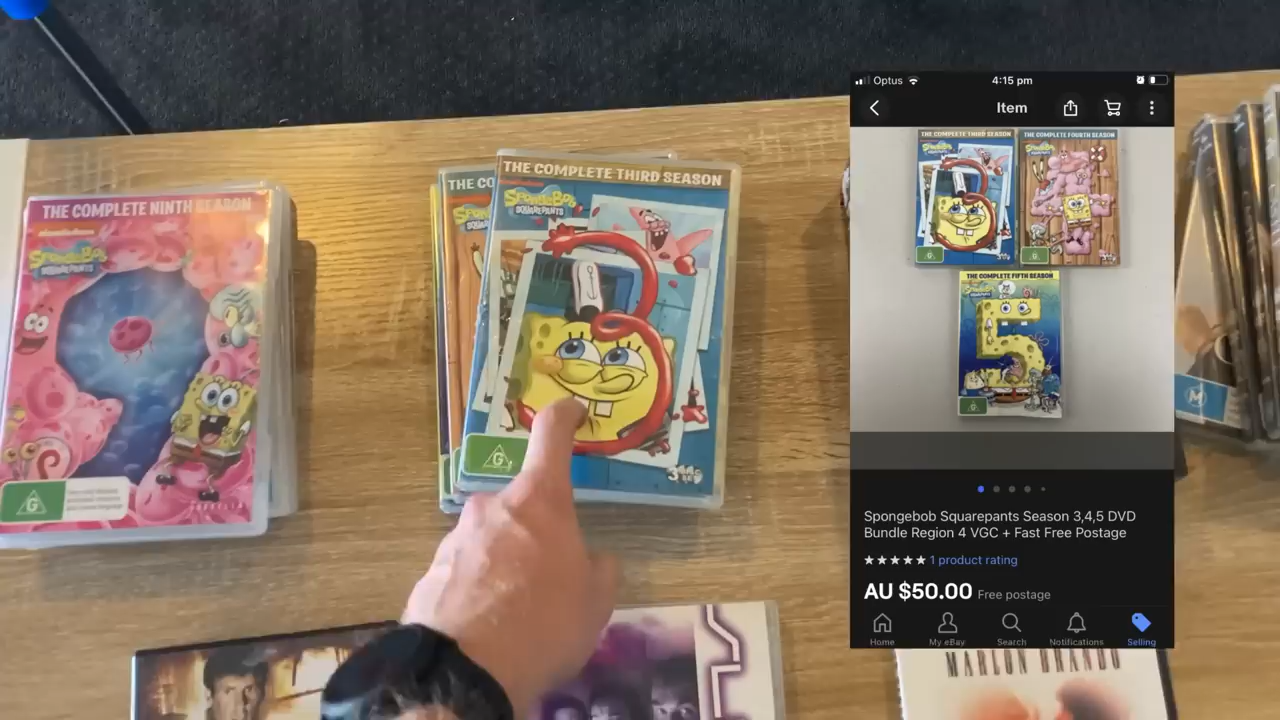 THE COMPLETE NINTH SEASON
nickelodeon
SpongeBob
SQUAREPANTS
G
THE CO
THE COMPLETE THIRD SEASON
SpongeBob
SQUAREPANTS
G
3
M
MARLON BRANDO
Optus
4:15 pm
Item
THE COMPLETE THIRD SEASON
THE COMPLETE FOURTH SEASON
G
G
THE COMPLETE FIFTH SEASON
5
G
Spongebob Squarepants Season 3,4,5 DVD
Bundle Region 4 VGC + Fast Free Postage
1 product rating
AU $50.00 Free postage
Home
My eBay
Search
Notifications
Selling